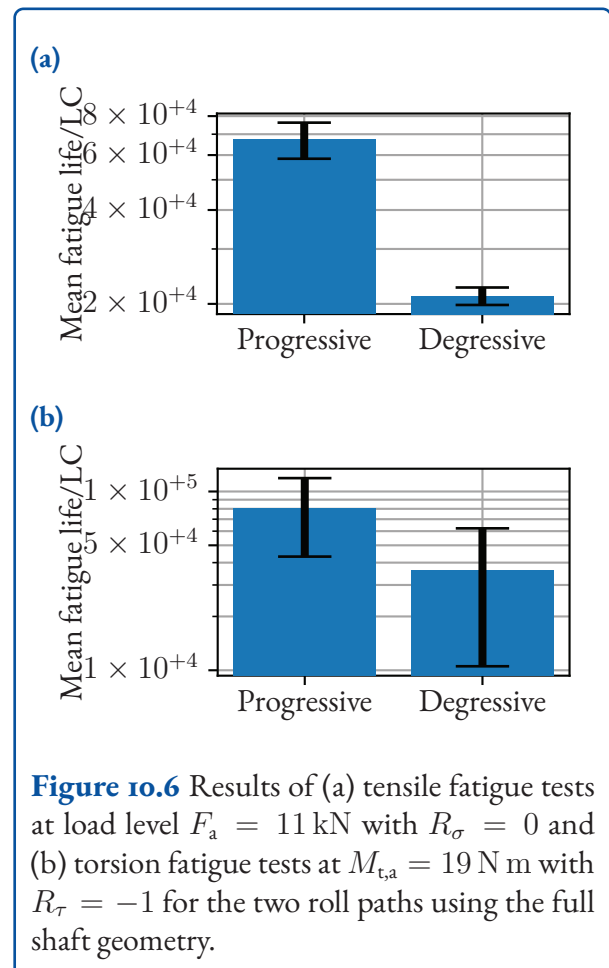 (a)
Mean fatigue life/LC
8 × 10⁺⁴
6 × 10⁺⁴
4 × 10⁺⁴
2 × 10⁺⁴
Progressive Degressive
(b)
Mean fatigue life/LC
1 × 10⁺⁵
5 × 10⁺⁴
1 × 10⁺⁴
Progressive Degressive
Figure 10.6 Results of (a) tensile fatigue tests
at load level Fₐ = 11 kN with R_σ = 0 and
(b) torsion fatigue tests at M_t,a = 19 N m with
R_τ = −1 for the two roll paths using the full
shaft geometry.